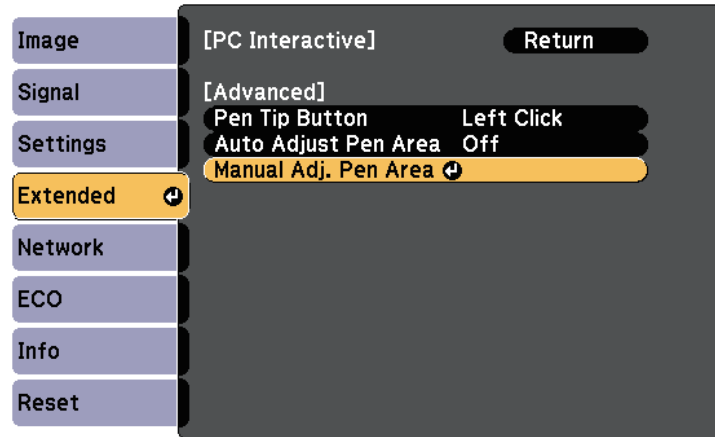 Image
Signal
Settings
Extended
Network
ECO
Info
Reset
[PC Interactive] Return
[Advanced]
Pen Tip Button Left Click
Auto Adjust Pen Area Off
Manual Adj. Pen Area